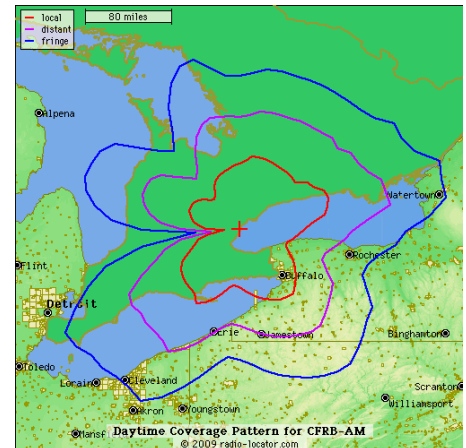 local
distant
fringe
80 miles
Alpena
Watertown
Rochester
Flint
Buffalo
Detroit
Erie
Jamestown
Binghamton
Toledo
Lorain
Cleveland
Scranton
Akron
Youngstown
Williamsport
Mansf
Daytime Coverage Pattern for CFRB-AM
© 2009 radio-locator.com